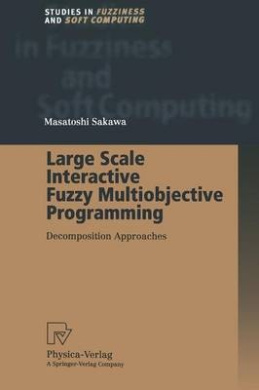 STUDIES IN FUZZINESS
AND SOFT COMPUTING
in Fuzziness
and
Soft Computing
Masatoshi Sakawa
Large Scale
Interactive
Fuzzy Multiobjective
Programming
Decomposition Approaches
Physica-Verlag
A Springer-Verlag Company